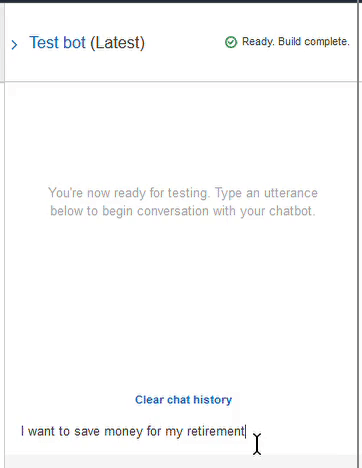 Test bot (Latest)
Ready. Build complete.
You're now ready for testing. Type an utterance
below to begin conversation with your chatbot.
Clear chat history
I want to save money for my retirement